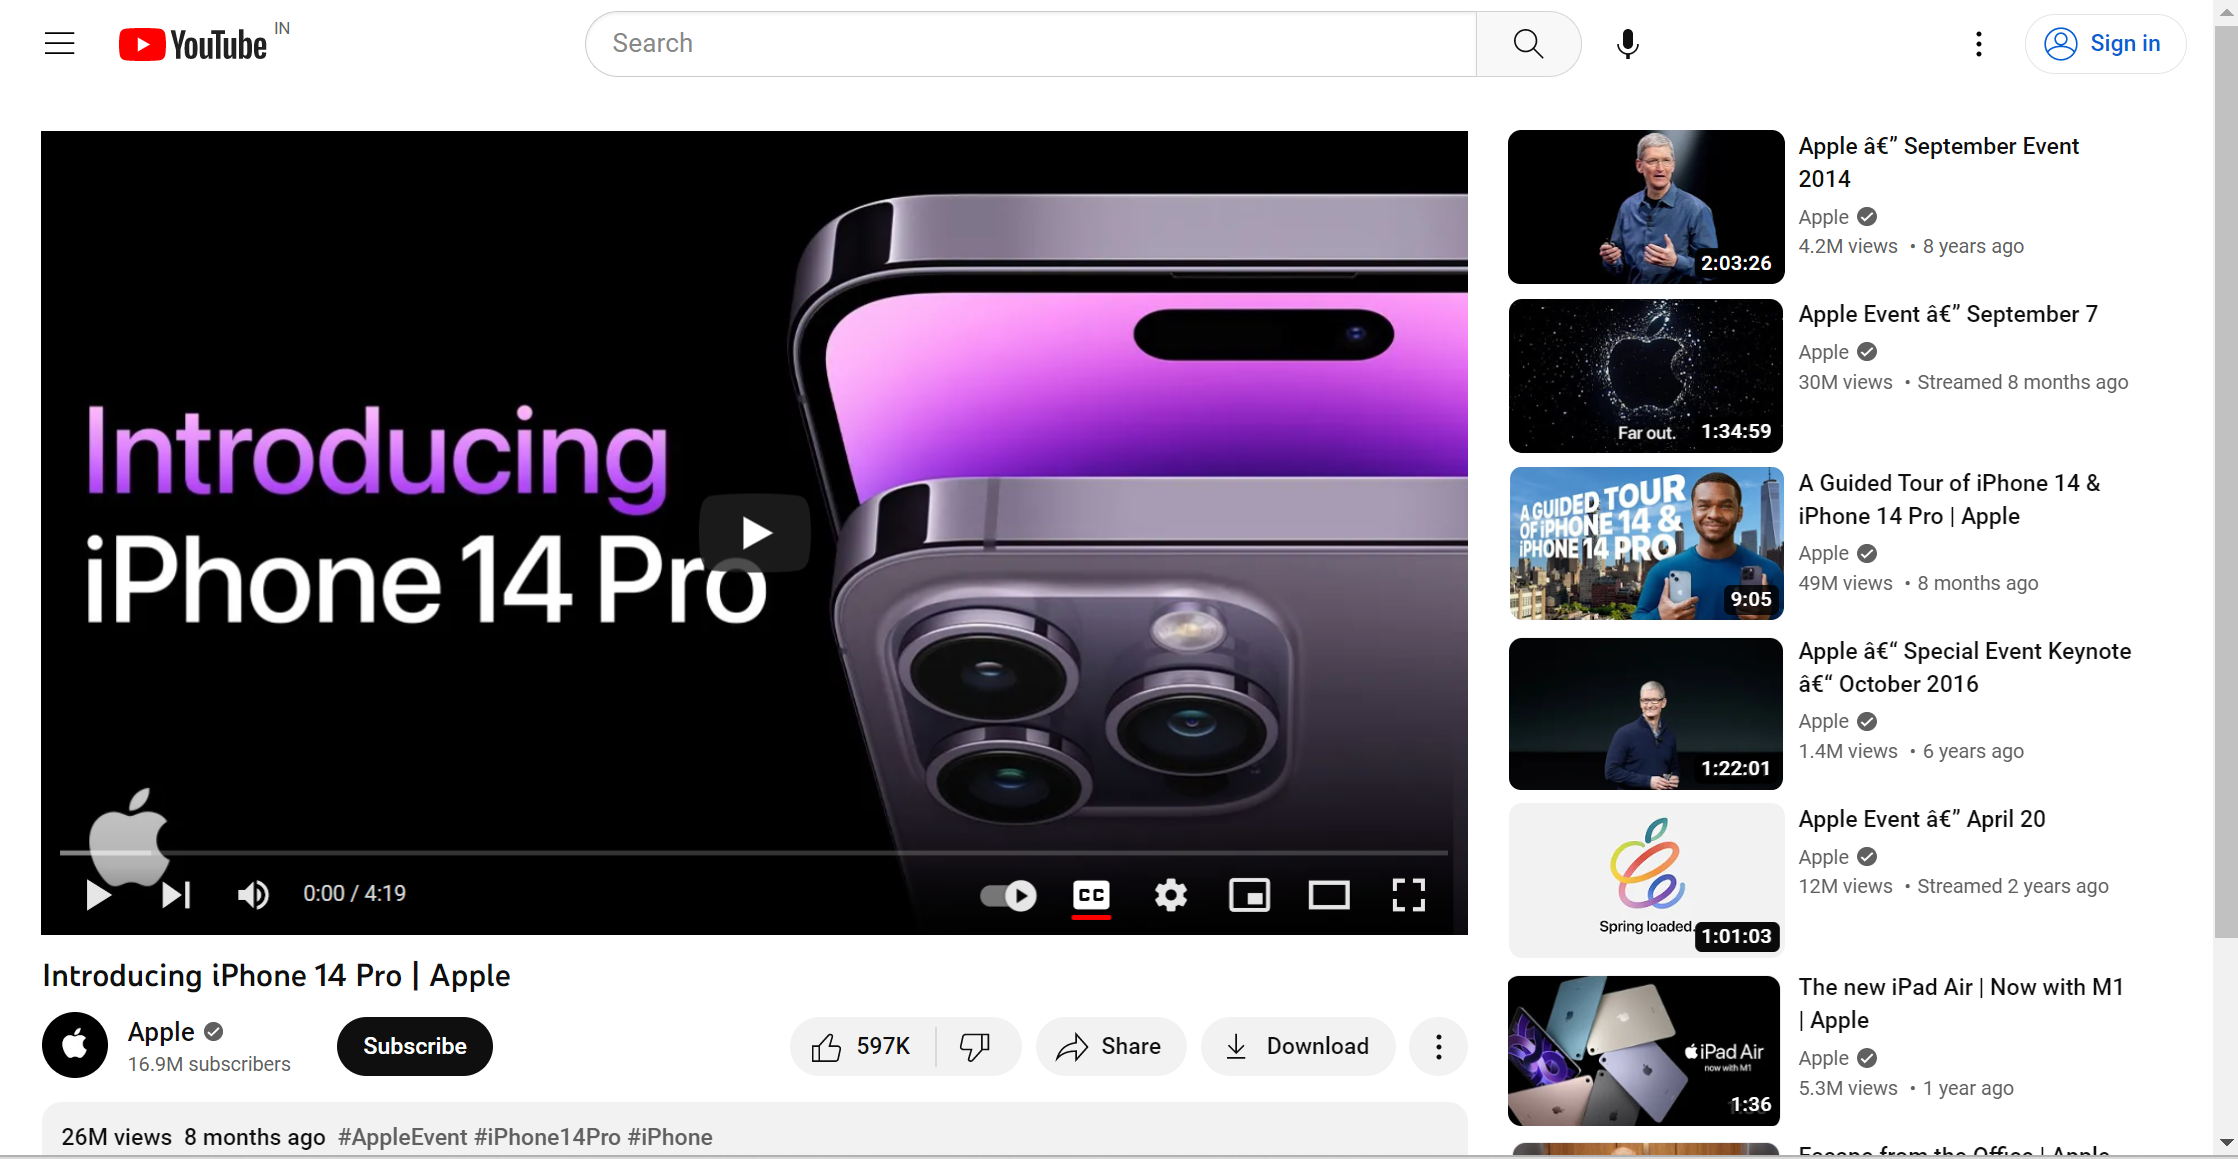 YouTube IN
Search
Sign in
Introducing
iPhone 14 Pro
0:00 / 4:19
CC
Introducing iPhone 14 Pro | Apple
Apple
16.9M subscribers
Subscribe
597K
Share
Download
26M views 8 months ago #AppleEvent #iPhone14Pro #iPhone
2:03:26
Apple â€” September Event
2014
Apple
4.2M views • 8 years ago
Far out.
1:34:59
Apple Event â€” September 7
Apple
30M views • Streamed 8 months ago
A GUIDED TOUR
OF iPHONE 14 &
iPHONE 14 PRO
9:05
A Guided Tour of iPhone 14 &
iPhone 14 Pro | Apple
Apple
49M views • 8 months ago
1:22:01
Apple â€“ Special Event Keynote
â€“ October 2016
Apple
1.4M views • 6 years ago
Spring loaded.
1:01:03
Apple Event â€” April 20
Apple
12M views • Streamed 2 years ago
iPad Air
now with M1
1:36
The new iPad Air | Now with M1
| Apple
Apple
5.3M views • 1 year ago
Escape from the Office | Apple